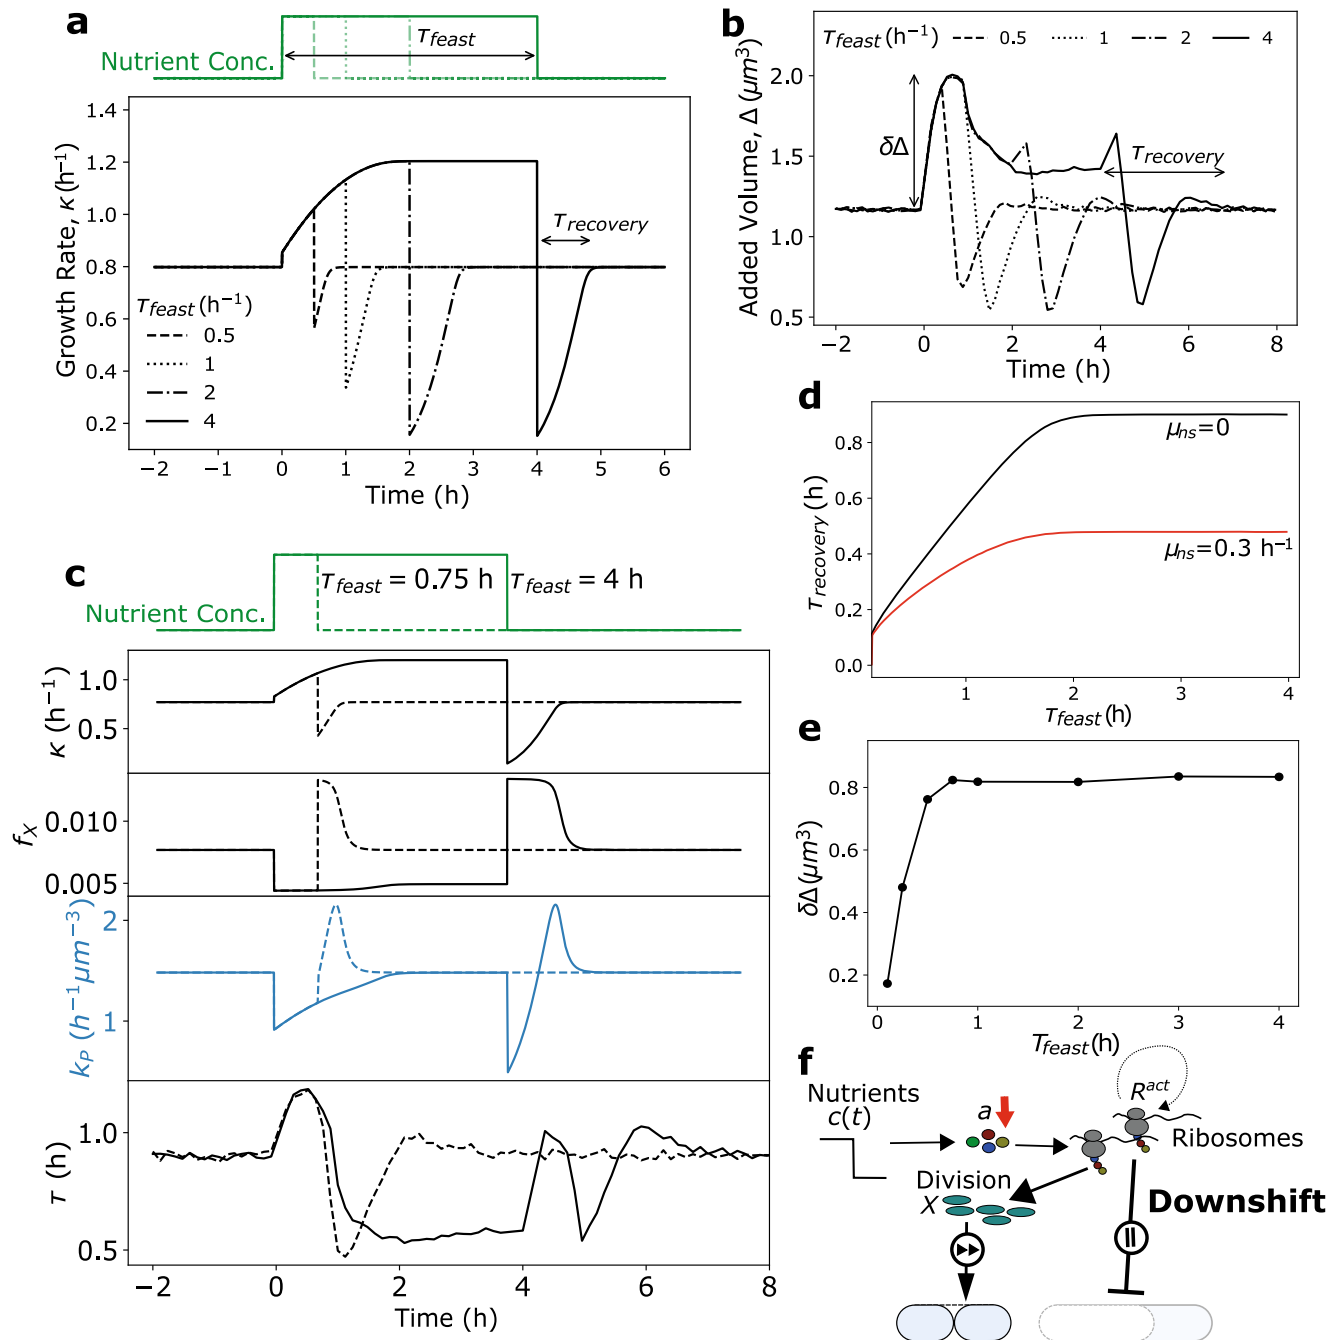 a
τfeast
Nutrient Conc.
Growth Rate, κ (h⁻¹)
1.4
1.2
1.0
0.8
0.6
0.4
0.2
τrecovery
τfeast (h⁻¹)
0.5
1
2
4
−2 −1 0 1 2 3 4 5 6
Time (h)
b
τfeast (h⁻¹) 0.5 1 2 4
Added Volume, Δ (μm³)
2.0
1.5
1.0
0.5
δΔ
τrecovery
−2 0 2 4 6 8
Time (h)
c
τfeast = 0.75 h τfeast = 4 h
Nutrient Conc.
κ (h⁻¹)
1.0
0.5
fX
0.010
0.005
kP (h⁻¹μm⁻³)
2
1
τ (h)
1.0
0.5
−2 0 2 4 6 8
Time (h)
d
τrecovery (h)
0.8
0.6
0.4
0.2
0.0
μns=0
μns=0.3 h⁻¹
1 2 3 4
τfeast (h)
e
δΔ (μm³)
0.8
0.6
0.4
0.2
0 1 2 3 4
τfeast (h)
f
Nutrients
c(t)
a
Rᵃᶜᵗ
Ribosomes
Division
X
Downshift